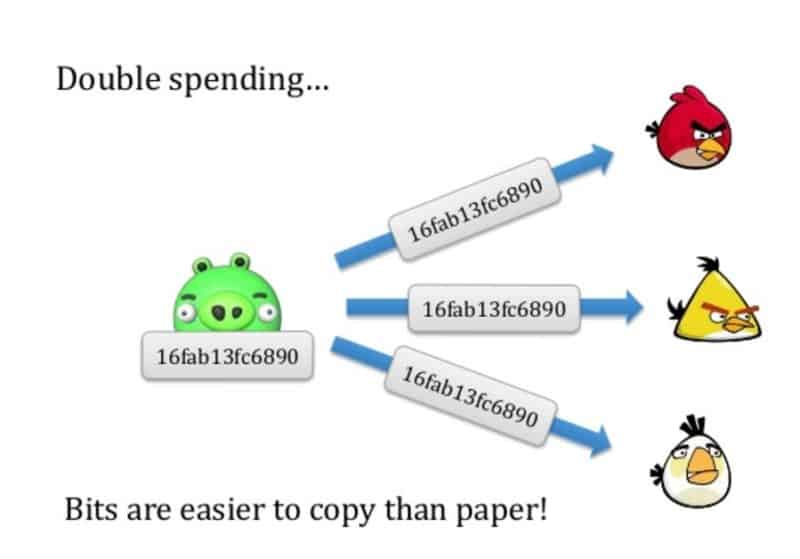 Double spending...
16fab13fc6890
16fab13fc6890
16fab13fc6890
16fab13fc6890
Bits are easier to copy than paper!